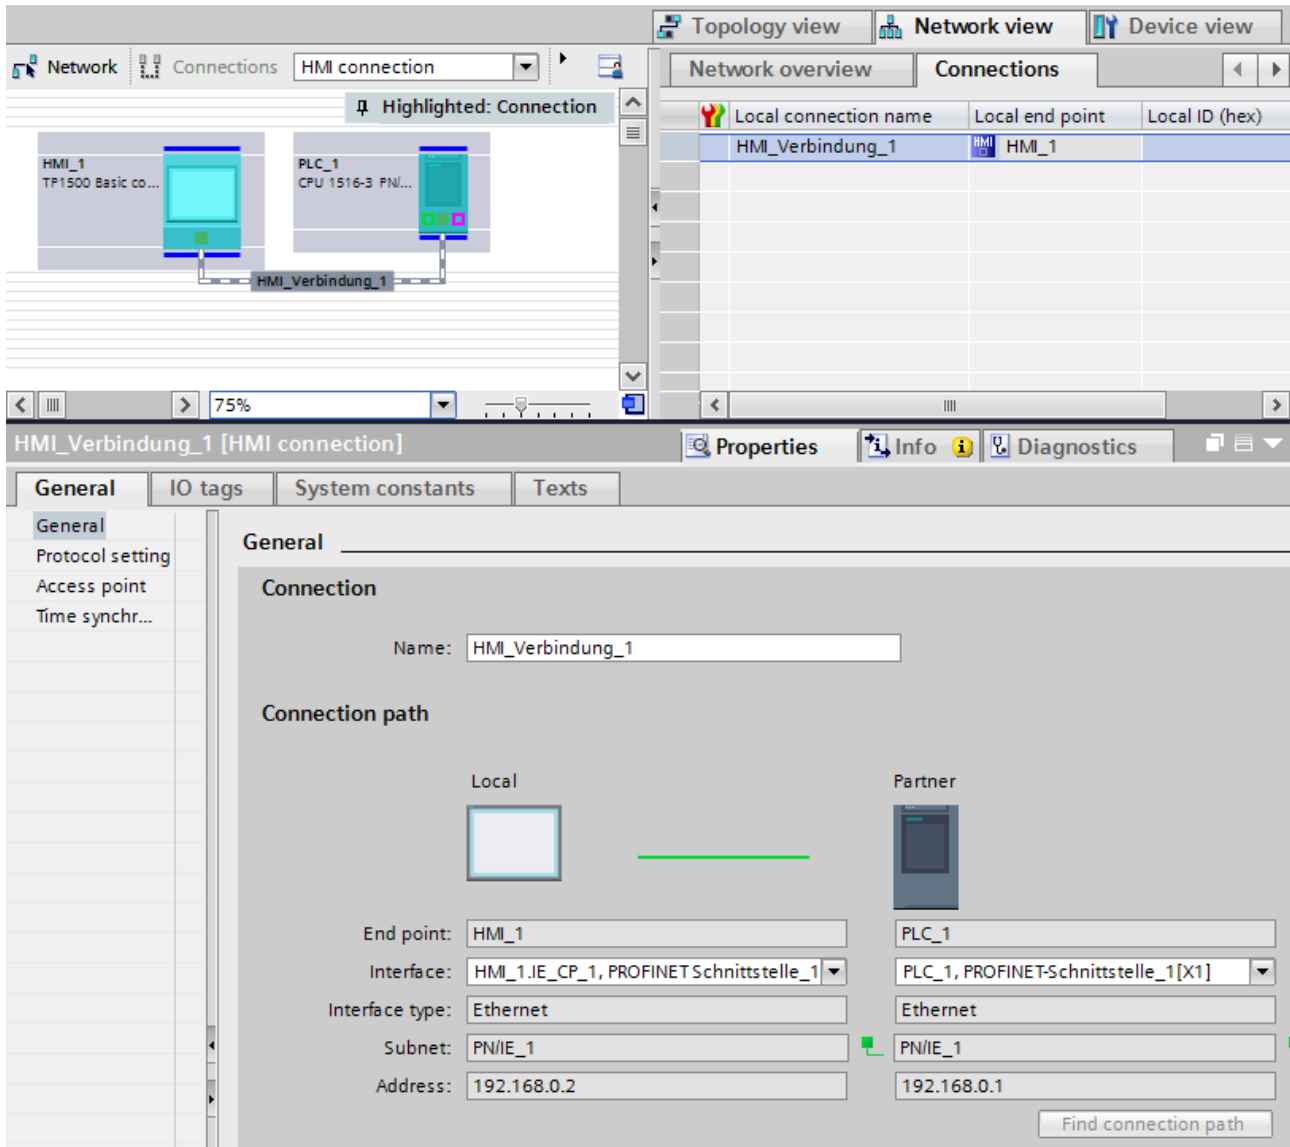 Topology view
Network view
Device view
Network
Connections
HMI connection
Network overview
Connections
Highlighted: Connection
Local connection name
Local end point
Local ID (hex)
HMI_Verbindung_1
HMI
HMI_1
HMI_1
TP1500 Basic co...
PLC_1
CPU 1516-3 PN/...
HMI_Verbindung_1
75%
HMI_Verbindung_1 [HMI connection]
Properties
Info
Diagnostics
General
IO tags
System constants
Texts
General
Protocol setting
Access point
Time synchr...
General
Connection
Name:
HMI_Verbindung_1
Connection path
Local
Partner
End point:
HMI_1
PLC_1
Interface:
HMI_1.IE_CP_1, PROFINET Schnittstelle_1
PLC_1, PROFINET-Schnittstelle_1[X1]
Interface type:
Ethernet
Ethernet
Subnet:
PN/IE_1
PN/IE_1
Address:
192.168.0.2
192.168.0.1
Find connection path